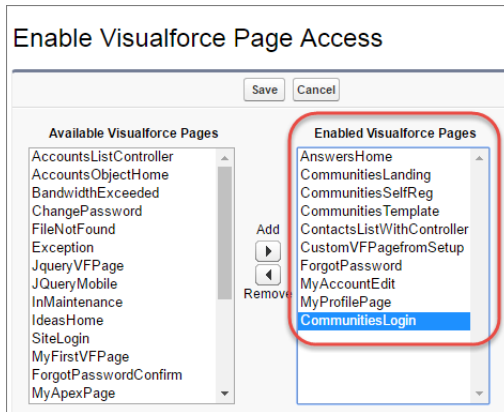 Enable Visualforce Page Access
Save Cancel
Available Visualforce Pages
AccountsListController
AccountsObjectHome
BandwidthExceeded
ChangePassword
FileNotFound
Exception
JqueryVFPage
JQueryMobile
InMaintenance
IdeasHome
SiteLogin
MyFirstVFPage
ForgotPasswordConfirm
MyApexPage
Add
Remove
Enabled Visualforce Pages
AnswersHome
CommunitiesLanding
CommunitiesSelfReg
CommunitiesTemplate
ContactsListWithController
CustomVFPagefromSetup
ForgotPassword
MyAccountEdit
MyProfilePage
CommunitiesLogin